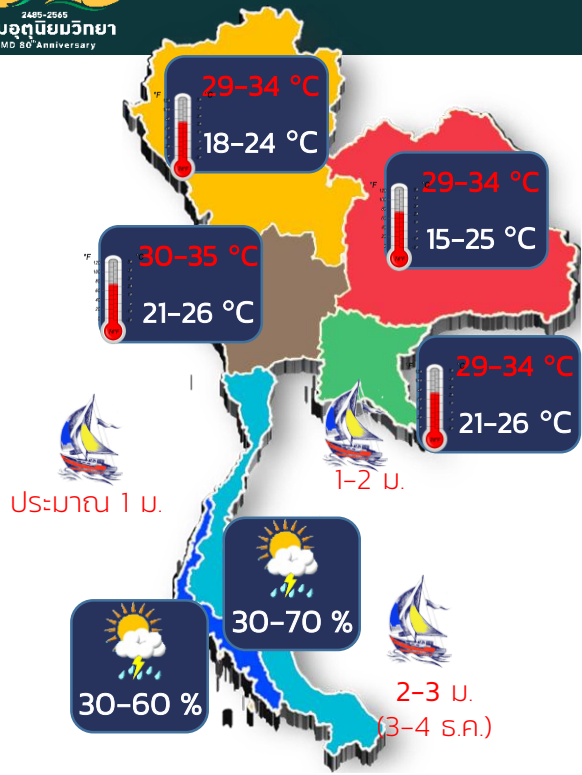 2485-2565
มอุตุนิยมวิทยา
MD 80 Anniversary
29-34 °C
18-24 °C
29-34 °C
15-25 °C
30-35 °C
21-26 °C
29-34 °C
21-26 °C
1-2 ม.
ประมาณ 1 ม.
30-70 %
30-60 %
2-3 ม.
(3-4 ธ.ค.)